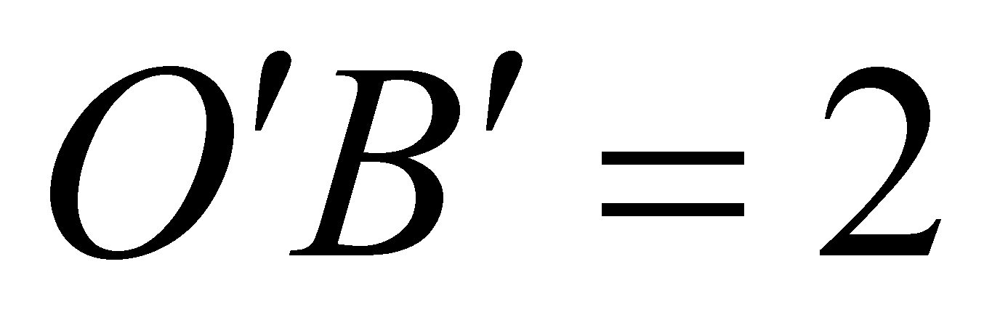 O′B′ = 2